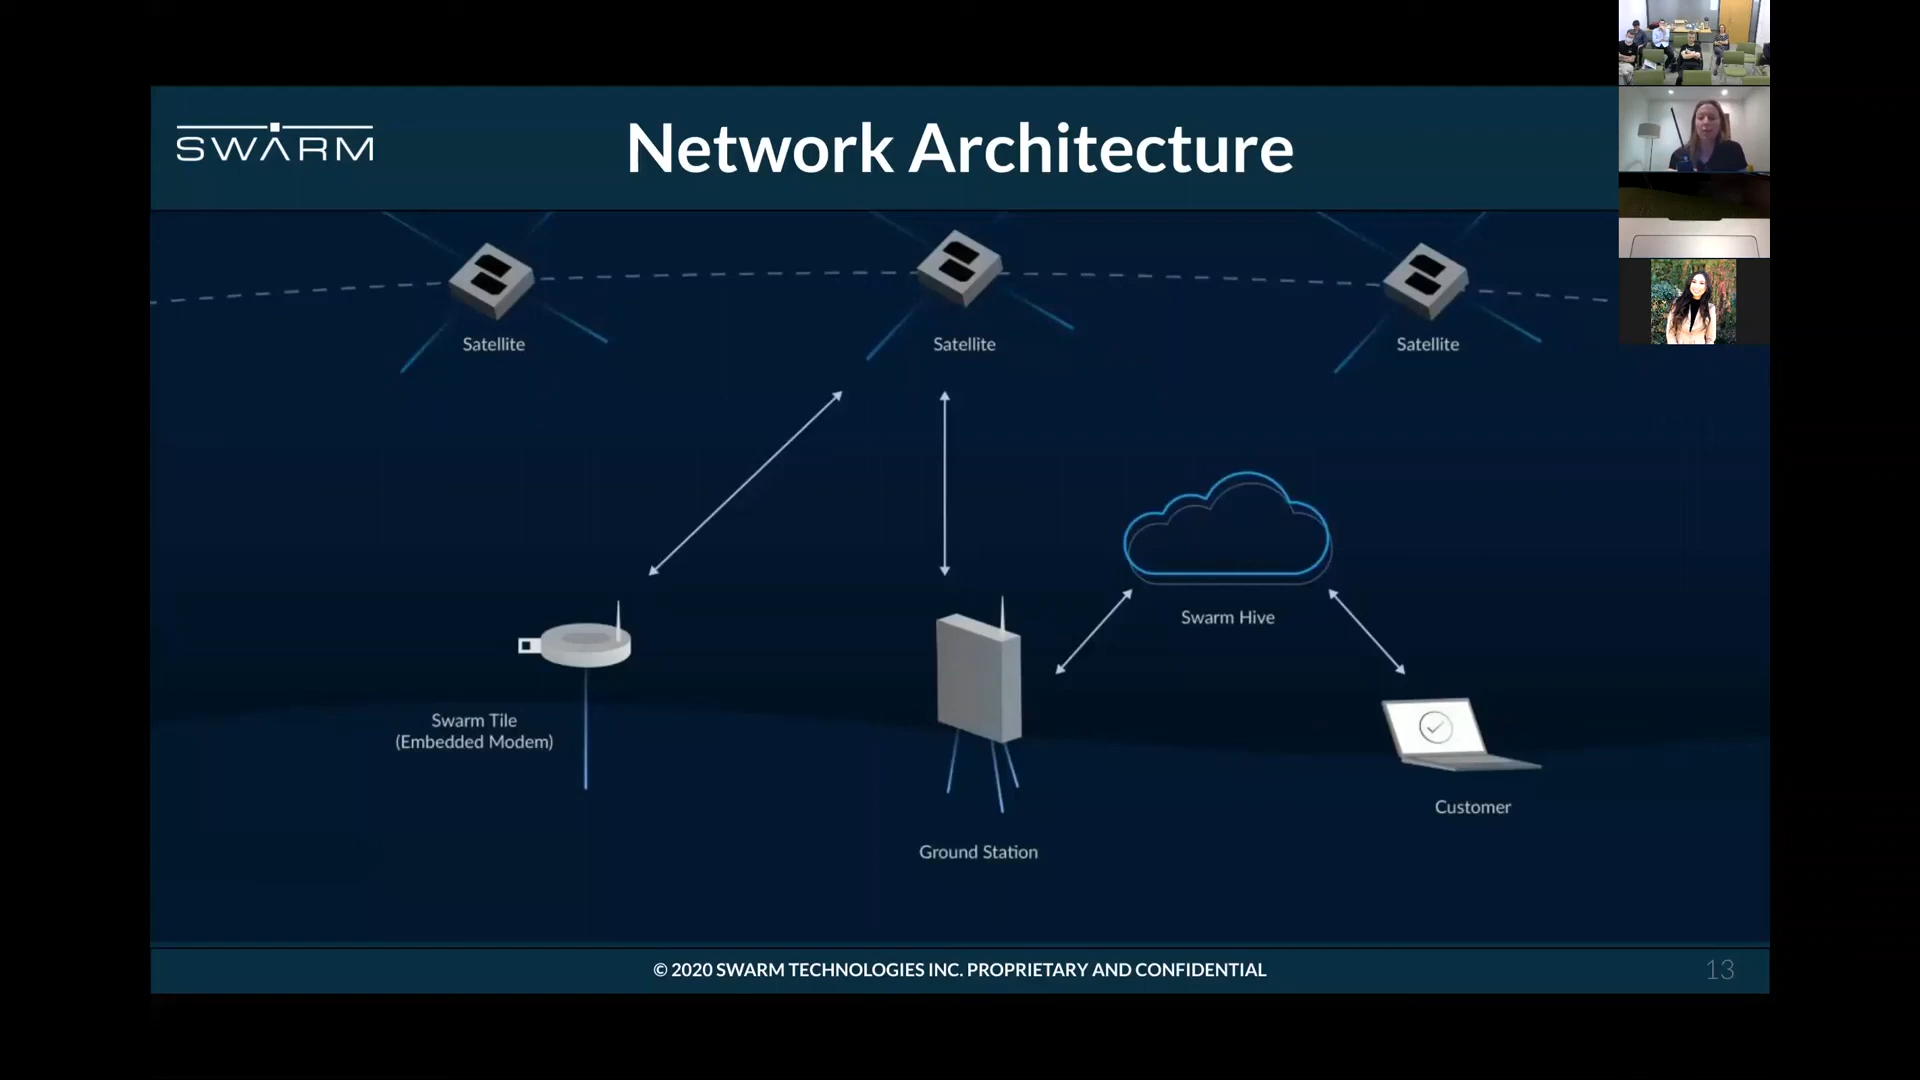 SWARM
Network Architecture
Satellite
Satellite
Satellite
Swarm Hive
Swarm Tile
(Embedded Modem)
Customer
Ground Station
© 2020 SWARM TECHNOLOGIES INC. PROPRIETARY AND CONFIDENTIAL
13